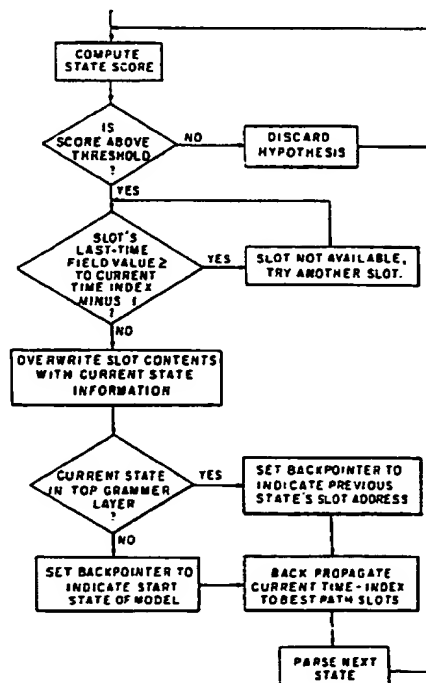 COMPUTE
STATE SCORE
IS
SCORE ABOVE
THRESHOLD
?
NO
DISCARD
HYPOTHESIS
YES
SLOT'S
LAST-TIME
FIELD VALUE ≥
TO CURRENT
TIME INDEX
MINUS 1
?
YES
SLOT NOT AVAILABLE,
TRY ANOTHER SLOT.
NO
OVERWRITE SLOT CONTENTS
WITH CURRENT STATE
INFORMATION
CURRENT STATE
IN TOP GRAMMER
LAYER
?
YES
SET BACKPOINTER TO
INDICATE PREVIOUS
STATE'S SLOT ADDRESS
NO
SET BACKPOINTER TO
INDICATE START
STATE OF MODEL
BACK PROPAGATE
CURRENT TIME-INDEX
TO BEST PATH SLOTS
PARSE NEXT
STATE